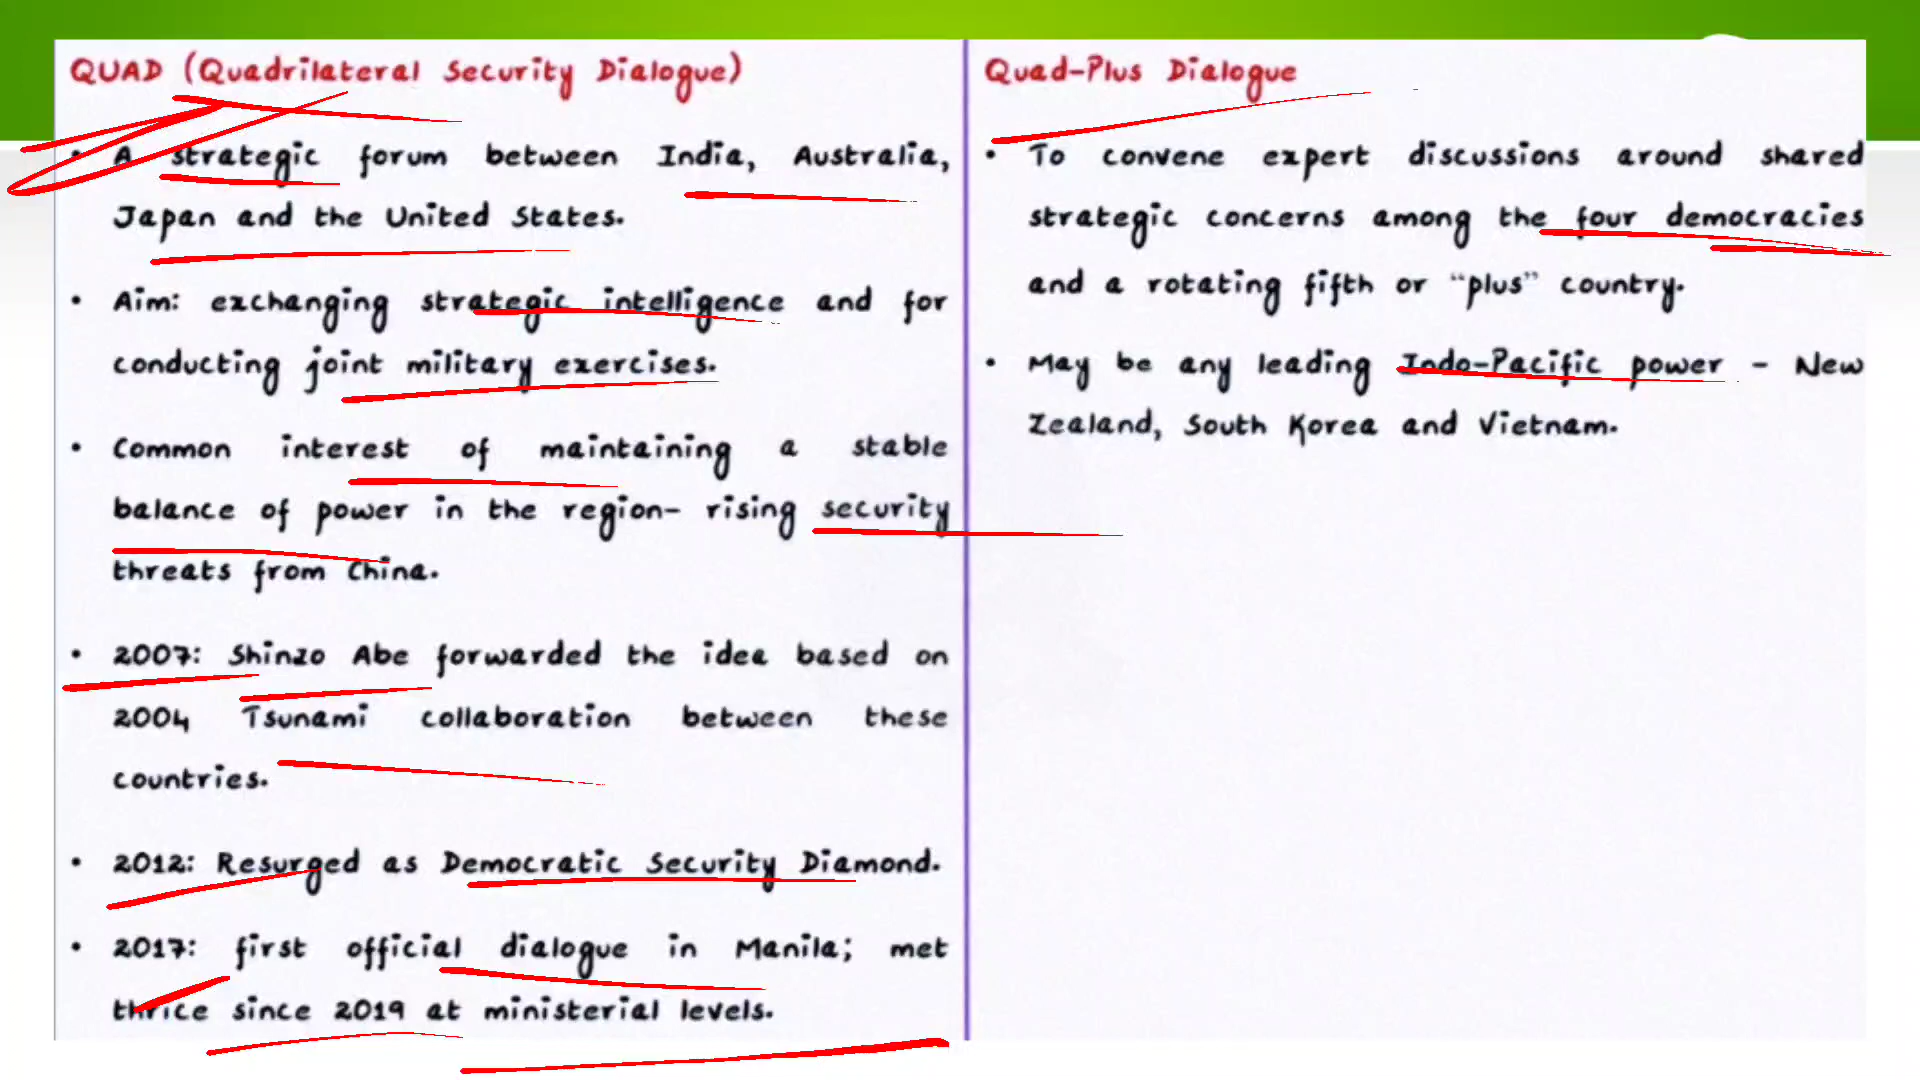 QUAD (Quadrilateral Security Dialogue)
• A strategic forum between India, Australia,
Japan and the United States.
• Aim: exchanging strategic intelligence and for
conducting joint military exercises.
• Common interest of maintaining a stable
balance of power in the region- rising security
threats from China.
• 2007: Shinzo Abe forwarded the idea based on
2004 Tsunami collaboration between these
countries.
• 2012: Resurged as Democratic Security Diamond.
• 2017: first official dialogue in Manila; met
thrice since 2019 at ministerial levels.
Quad-Plus Dialogue
• To convene expert discussions around shared
strategic concerns among the four democracies
and a rotating fifth or “plus” country.
• May be any leading Indo-Pacific power - New
Zealand, South Korea and Vietnam.